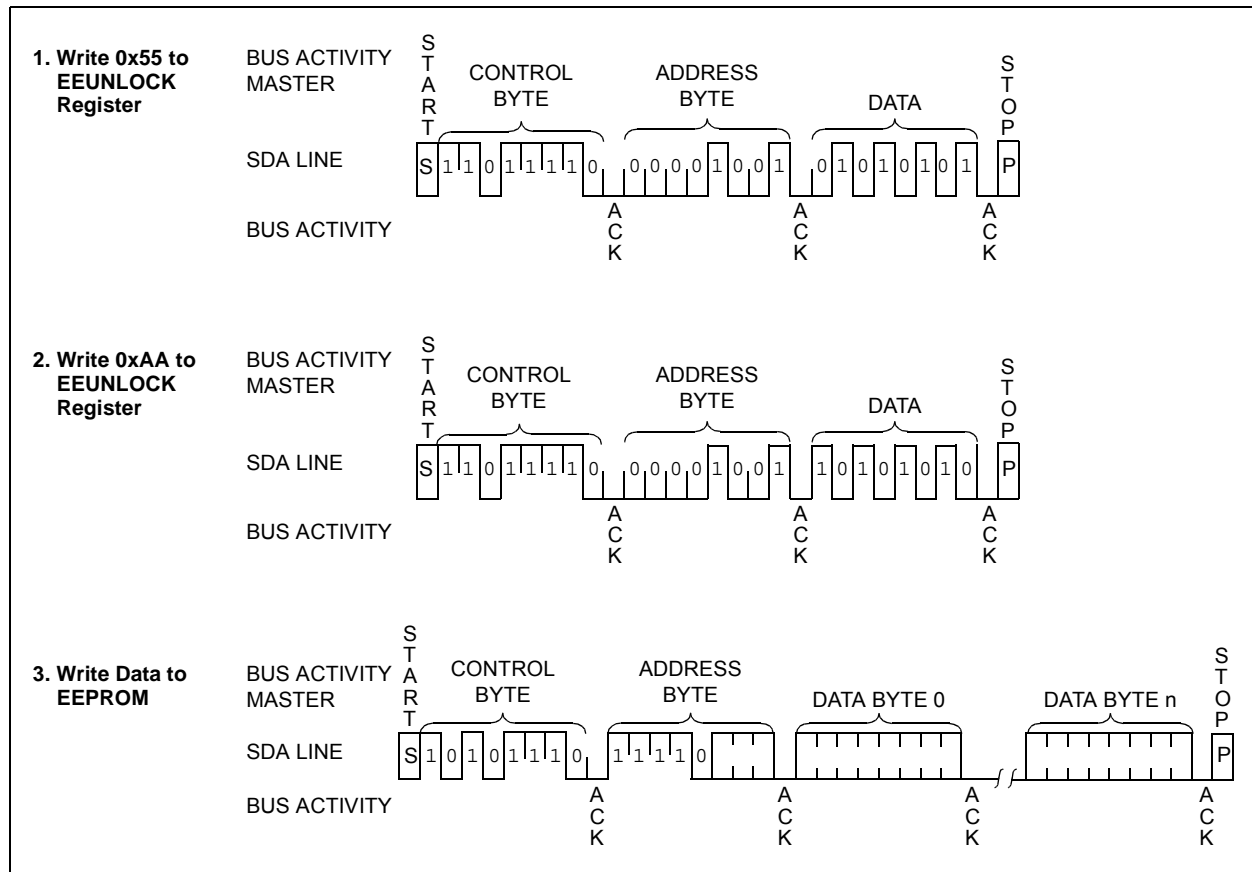 1. Write 0x55 to
EEUNLOCK
Register
BUS ACTIVITY
MASTER
START
CONTROL
BYTE
ADDRESS
BYTE
DATA
STOP
SDA LINE
S 1 1 0 1 1 1 1 0 0 0 0 0 1 0 0 1 0 1 0 1 0 1 0 1 P
BUS ACTIVITY
ACK
ACK
ACK
2. Write 0xAA to
EEUNLOCK
Register
BUS ACTIVITY
MASTER
START
CONTROL
BYTE
ADDRESS
BYTE
DATA
STOP
SDA LINE
S 1 1 0 1 1 1 1 0 0 0 0 0 1 0 0 1 1 0 1 0 1 0 1 0 P
BUS ACTIVITY
ACK
ACK
ACK
3. Write Data to
EEPROM
BUS ACTIVITY
MASTER
START
CONTROL
BYTE
ADDRESS
BYTE
DATA BYTE 0
DATA BYTE n
STOP
SDA LINE
S 1 0 1 0 1 1 1 0 1 1 1 1 0 P
BUS ACTIVITY
ACK
ACK
ACK
ACK